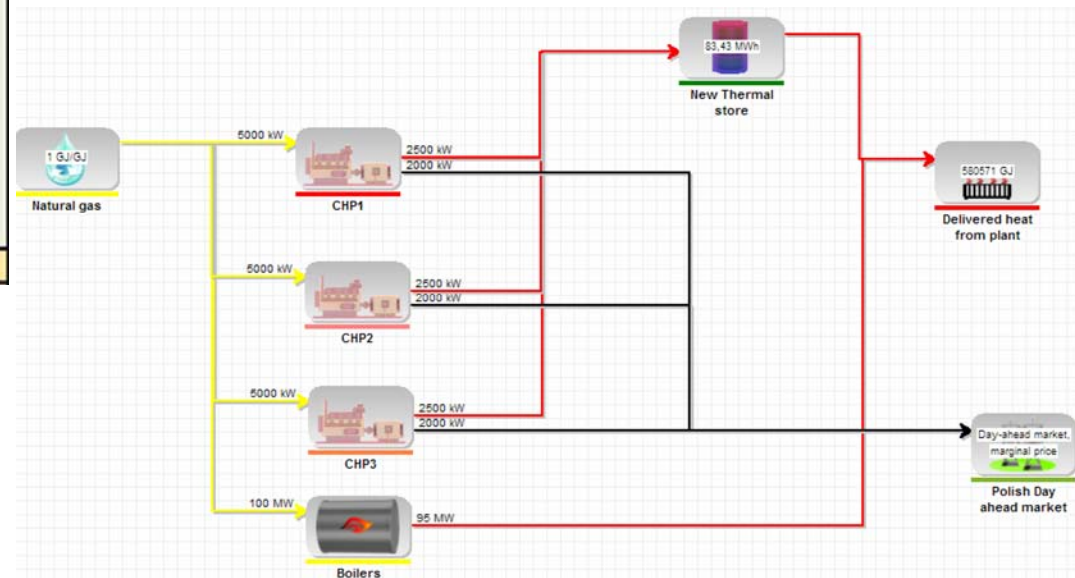 83,43 MWh
New Thermal
store
1 GJ/GJ
Natural gas
5000 kW
2500 kW
2000 kW
CHP1
580571 GJ
Delivered heat
from plant
5000 kW
2500 kW
2000 kW
CHP2
5000 kW
2500 kW
2000 kW
CHP3
Day-ahead market,
marginal price
Polish Day
ahead market
100 MW
95 MW
Boilers